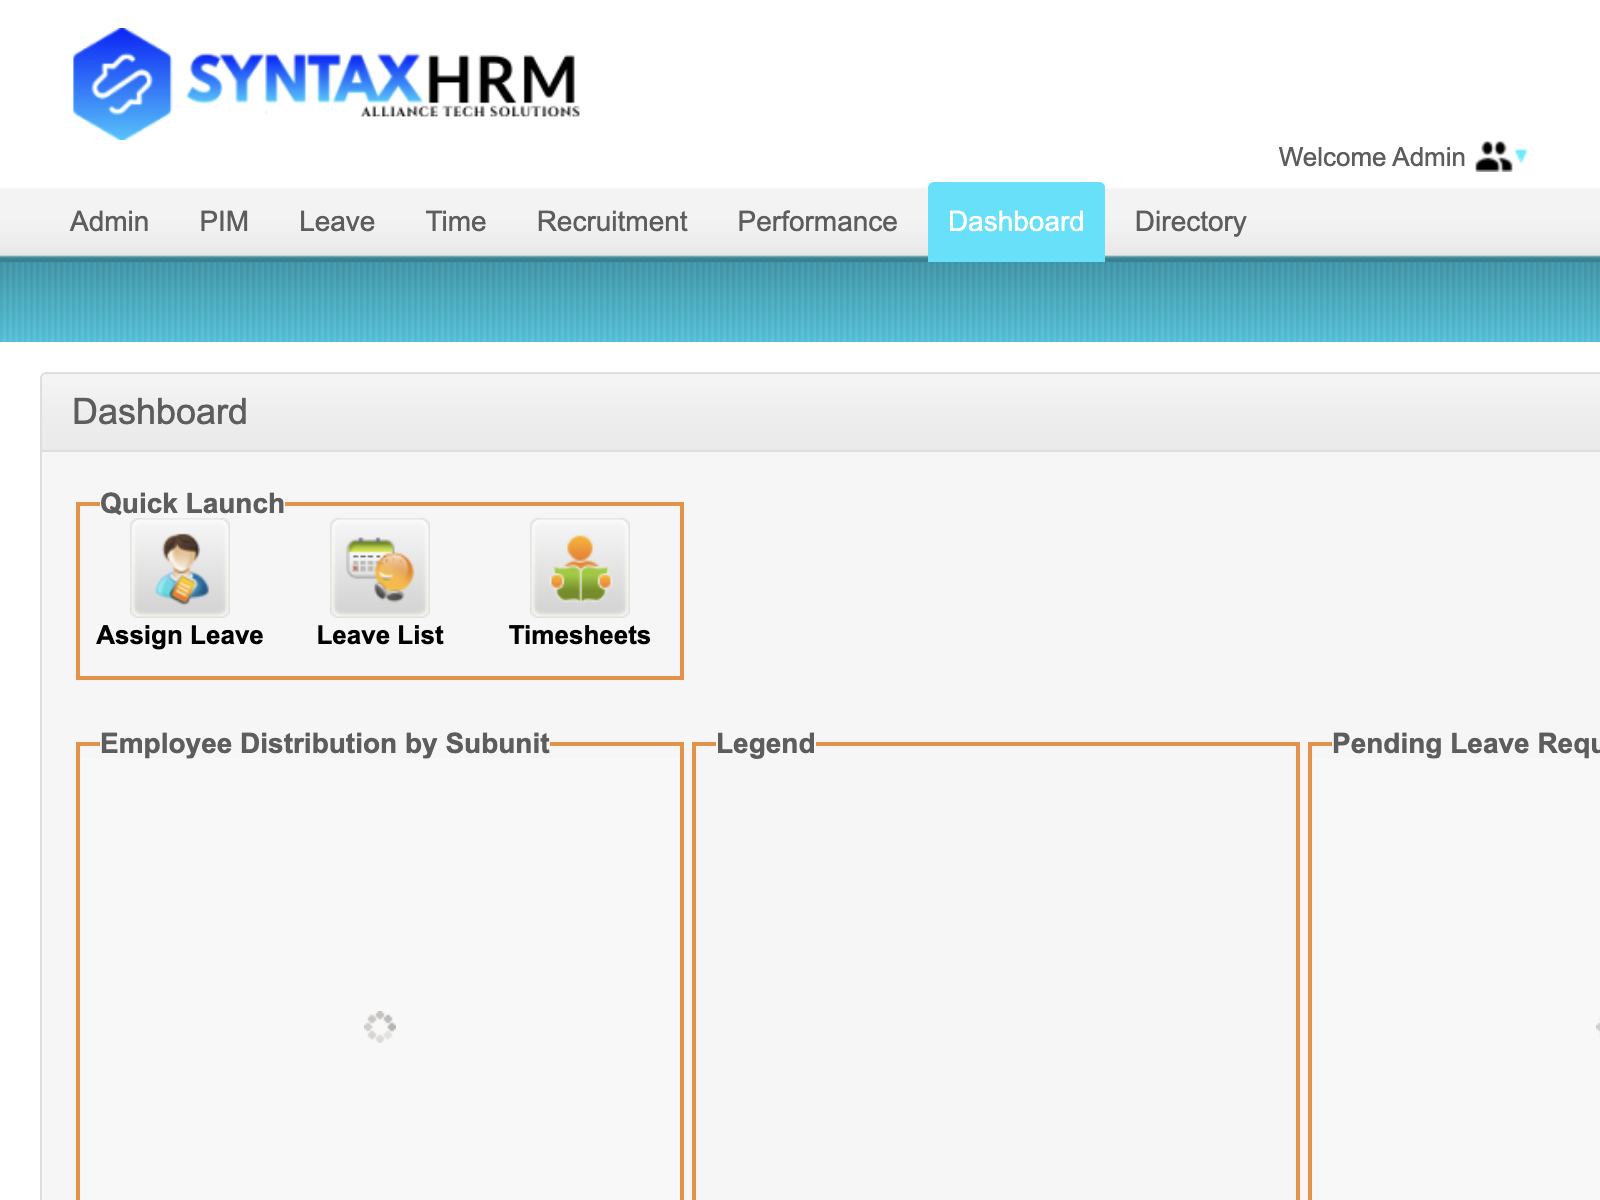 SYNTAXHRM
ALLIANCE TECH SOLUTIONS
Welcome Admin
Admin PIM Leave Time Recruitment Performance Dashboard Directory
Dashboard
Quick Launch
Assign Leave Leave List Timesheets
Employee Distribution by Subunit Legend Pending Leave